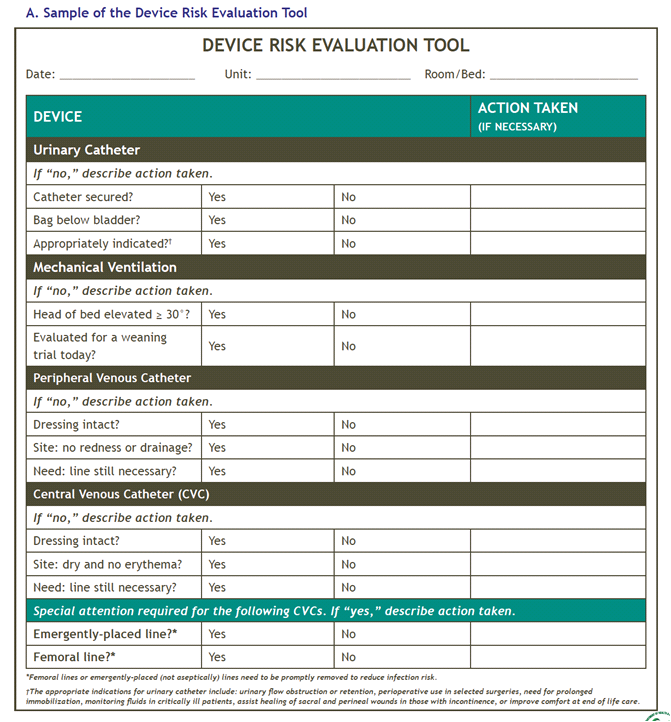 A. Sample of the Device Risk Evaluation Tool
DEVICE RISK EVALUATION TOOL
Date: ____________________ Unit: _______________________ Room/Bed: ______________________
DEVICE ACTION TAKEN
(IF NECESSARY)
Urinary Catheter
If “no,” describe action taken.
Catheter secured? Yes No
Bag below bladder? Yes No
Appropriately indicated?† Yes No
Mechanical Ventilation
If “no,” describe action taken.
Head of bed elevated ≥ 30°? Yes No
Evaluated for a weaning
trial today? Yes No
Peripheral Venous Catheter
If “no,” describe action taken.
Dressing intact? Yes No
Site: no redness or drainage? Yes No
Need: line still necessary? Yes No
Central Venous Catheter (CVC)
If “no,” describe action taken.
Dressing intact? Yes No
Site: dry and no erythema? Yes No
Need: line still necessary? Yes No
Special attention required for the following CVCs. If “yes,” describe action taken.
Emergently-placed line?* Yes No
Femoral line?* Yes No
*Femoral lines or emergently-placed (not aseptically) lines need to be promptly removed to reduce infection risk.
†The appropriate indications for urinary catheter include: urinary flow obstruction or retention, perioperative use in selected surgeries, need for prolonged
immobilization, monitoring fluids in critically ill patients, assist healing of sacral and perineal wounds in those with incontinence, or improve comfort at end of life care.